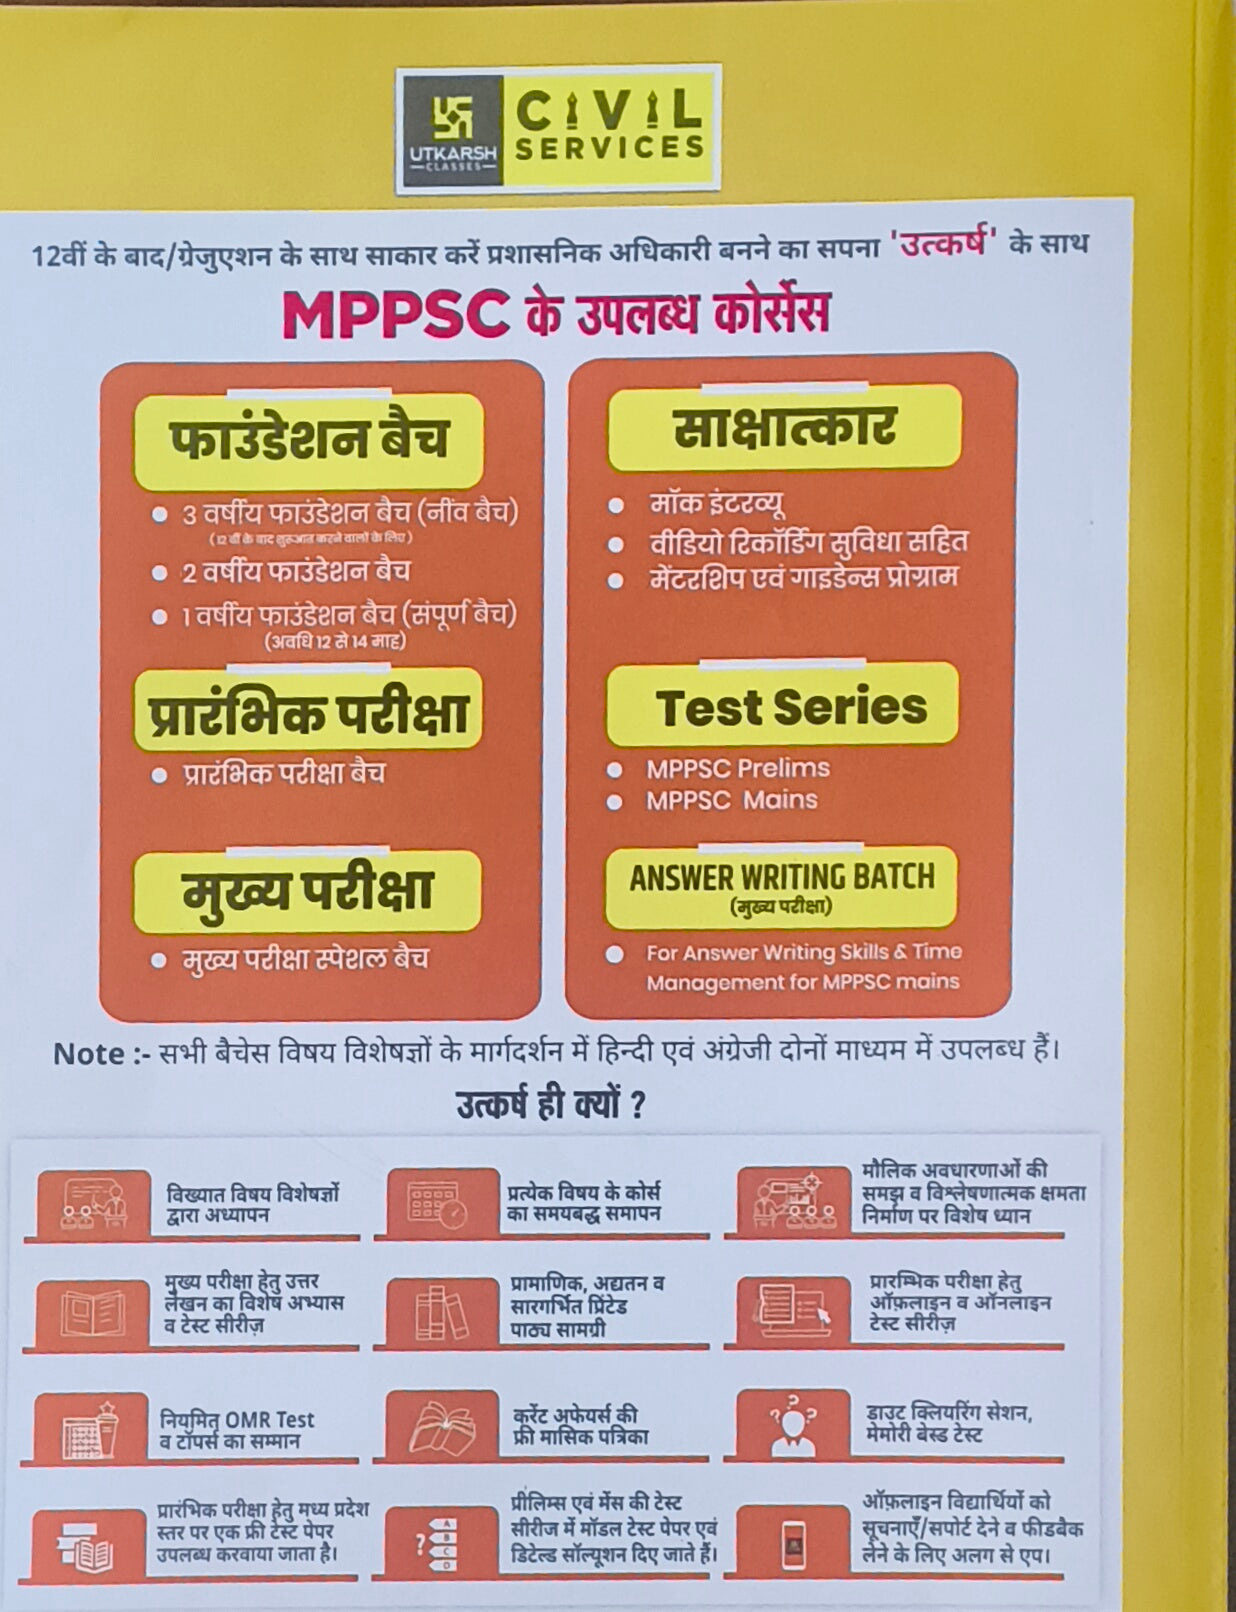 UTKARSH
CLASSES
CIVIL
SERVICES
12वीं के बाद/ग्रेजुएशन के साथ साकार करें प्रशासनिक अधिकारी बनने का सपना 'उत्कर्ष' के साथ
MPPSC के उपलब्ध कोर्सेस
फाउंडेशन बैच
3 वर्षीय फाउंडेशन बैच (नींव बैच)
(12 वीं के बाद शुरूआत करने वालों के लिए)
2 वर्षीय फाउंडेशन बैच
1 वर्षीय फाउंडेशन बैच (संपूर्ण बैच)
(अवधि 12 से 14 माह)
प्रारंभिक परीक्षा
प्रारंभिक परीक्षा बैच
मुख्य परीक्षा
मुख्य परीक्षा स्पेशल बैच
साक्षात्कार
मॉक इंटरव्यू
वीडियो रिकॉर्डिंग सुविधा सहित
मेंटरशिप एवं गाइडेन्स प्रोग्राम
Test Series
MPPSC Prelims
MPPSC Mains
ANSWER WRITING BATCH
(मुख्य परीक्षा)
For Answer Writing Skills & Time
Management for MPPSC mains
Note :- सभी बैचेस विषय विशेषज्ञों के मार्गदर्शन में हिन्दी एवं अंग्रेजी दोनों माध्यम में उपलब्ध हैं।
उत्कर्ष ही क्यों ?
विख्यात विषय विशेषज्ञों
द्वारा अध्यापन
प्रत्येक विषय के कोर्स
का समयबद्ध समापन
मौलिक अवधारणाओं की
समझ व विश्लेषणात्मक क्षमता
निर्माण पर विशेष ध्यान
मुख्य परीक्षा हेतु उत्तर
लेखन का विशेष अभ्यास
व टेस्ट सीरीज़
प्रामाणिक, अद्यतन व
सारगर्भित प्रिंटेड
पाठ्य सामग्री
प्रारम्भिक परीक्षा हेतु
ऑफ़लाइन व ऑनलाइन
टेस्ट सीरीज़
नियमित OMR Test
व टॉपर्स का सम्मान
करेंट अफेयर्स की
फ्री मासिक पत्रिका
डाउट क्लियरिंग सेशन,
मेमोरी बेस्ड टेस्ट
प्रारंभिक परीक्षा हेतु मध्य प्रदेश
स्तर पर एक फ्री टेस्ट पेपर
उपलब्ध करवाया जाता है।
?
A
B
C
D
प्रीलिम्स एवं मेंस की टेस्ट
सीरीज में मॉडल टेस्ट पेपर एवं
डिटेल्ड सॉल्यूशन दिए जाते हैं।
ऑफ़लाइन विद्यार्थियों को
सूचनाएँ/सपोर्ट देने व फीडबैक
लेने के लिए अलग से एप।